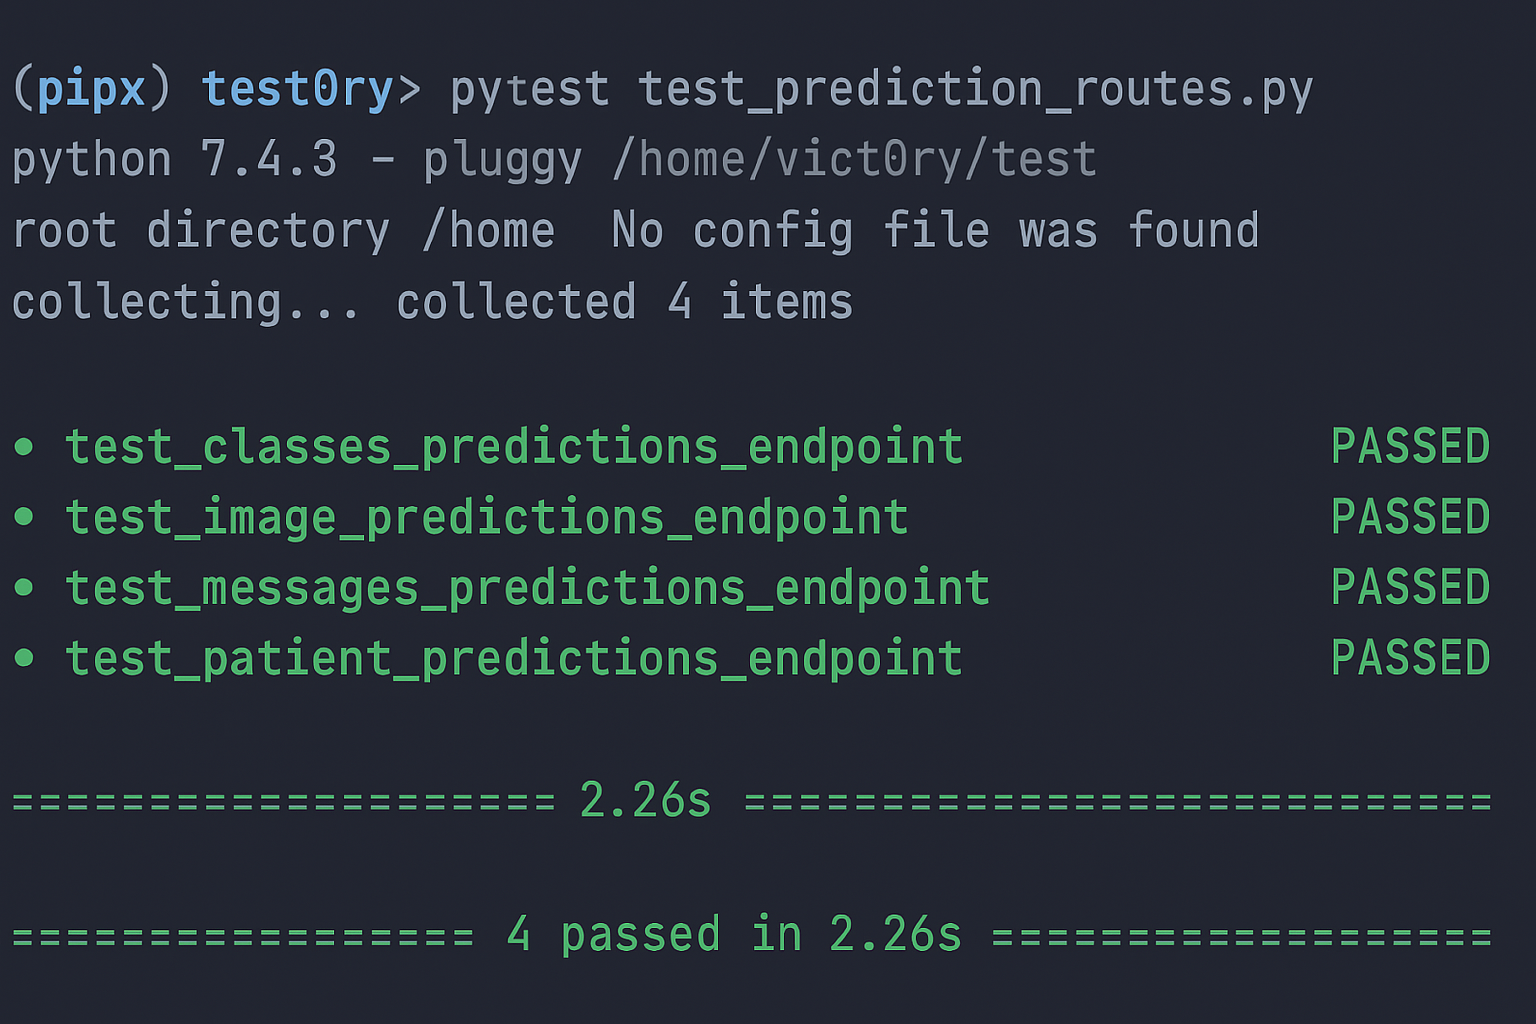 (pipx) test0ry> pytest test_prediction_routes.py
python 7.4.3 – pluggy /home/vict0ry/test
root directory /home  No config file was found
collecting... collected 4 items
• test_classes_predictions_endpoint PASSED
• test_image_predictions_endpoint PASSED
• test_messages_predictions_endpoint PASSED
• test_patient_predictions_endpoint PASSED
==================== 2.26s ============================
================= 4 passed in 2.26s ===================